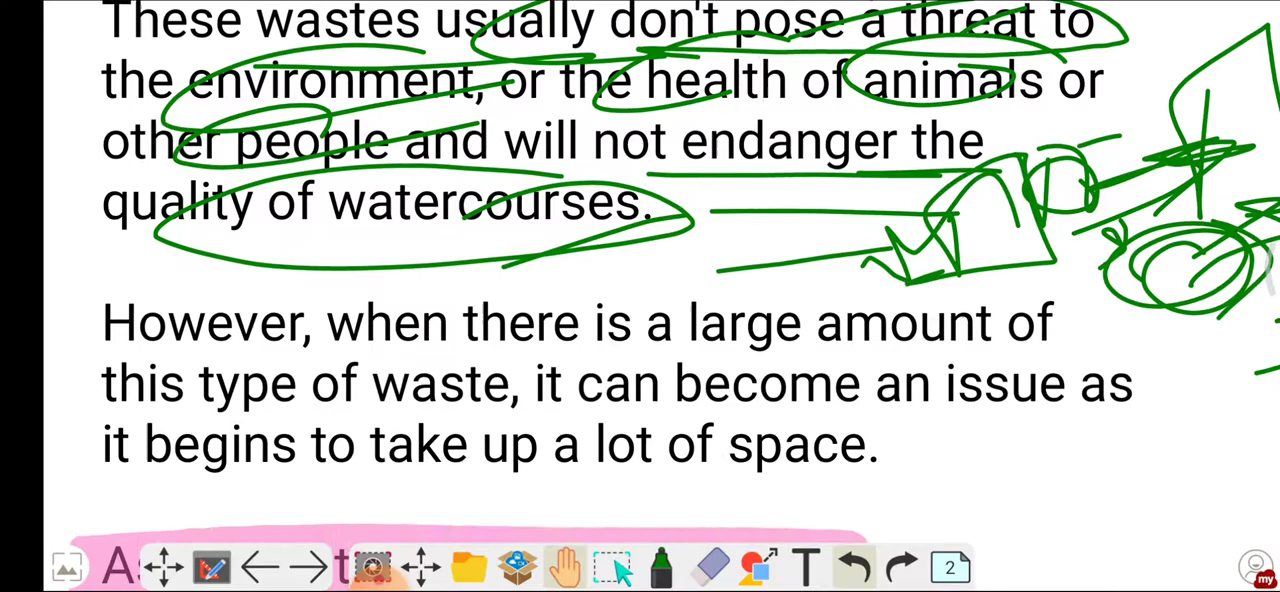 These wastes usually don't pose a threat to
the environment, or the health of animals or
other people and will not endanger the
quality of watercourses.
However, when there is a large amount of
this type of waste, it can become an issue as
it begins to take up a lot of space.
2
my